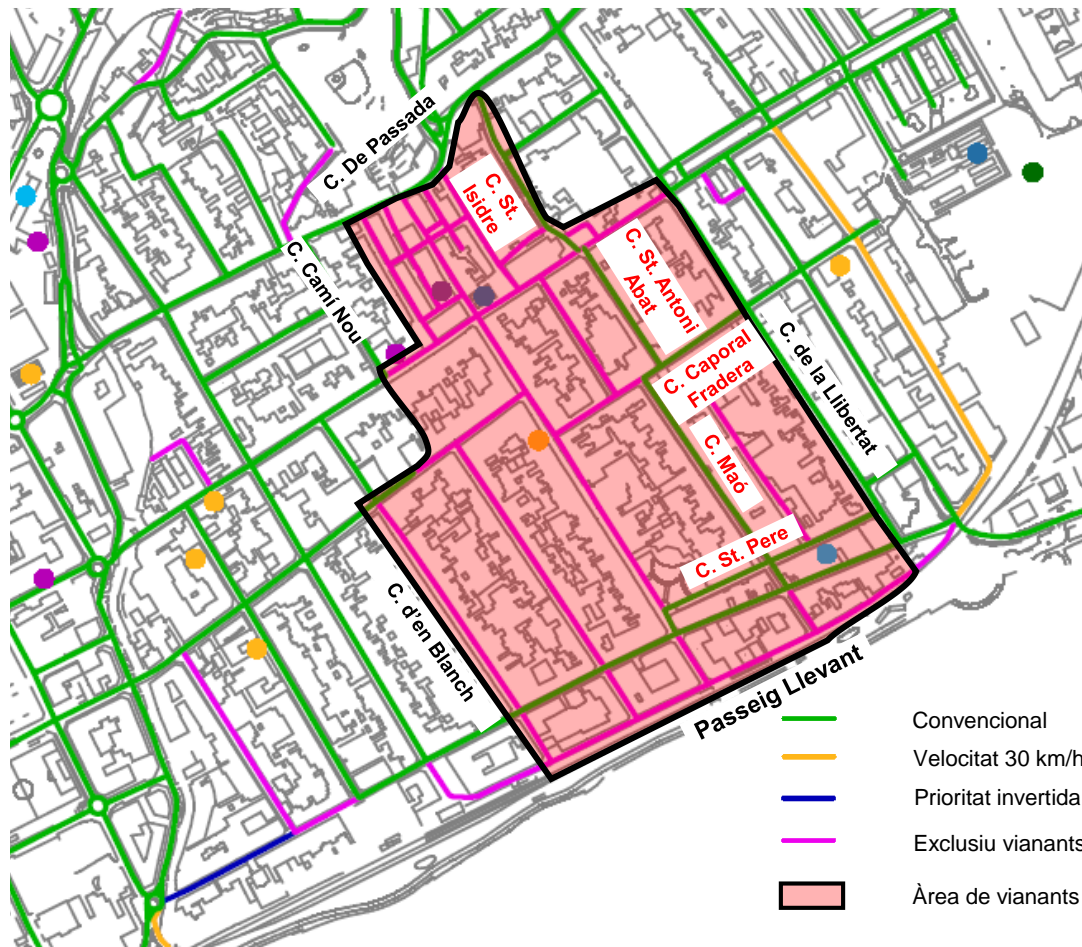 C. De Passada
C. St.
Isidre
C. Camí Nou
C. St. Antoni
Abat
C. Caporal
Fradera
C. de la Llibertat
C. Maó
C. St. Pere
C. d'en Blanch
Passeig Llevant
Convencional
Velocitat 30 km/h
Prioritat invertida
Exclusiu vianants
Àrea de vianants